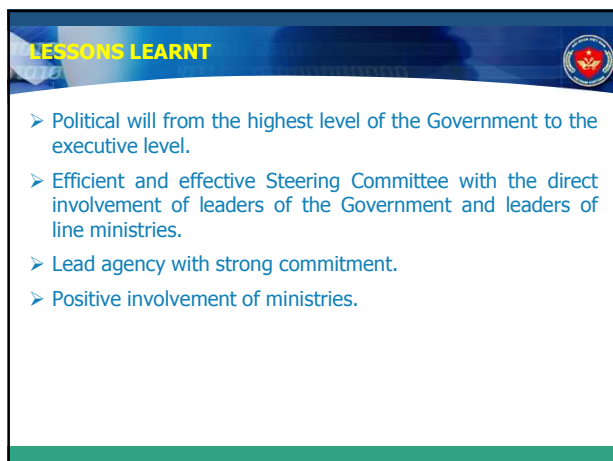 LESSONS LEARNT
➢ Political will from the highest level of the Government to the
executive level.
➢ Efficient and effective Steering Committee with the direct
involvement of leaders of the Government and leaders of
line ministries.
➢ Lead agency with strong commitment.
➢ Positive involvement of ministries.